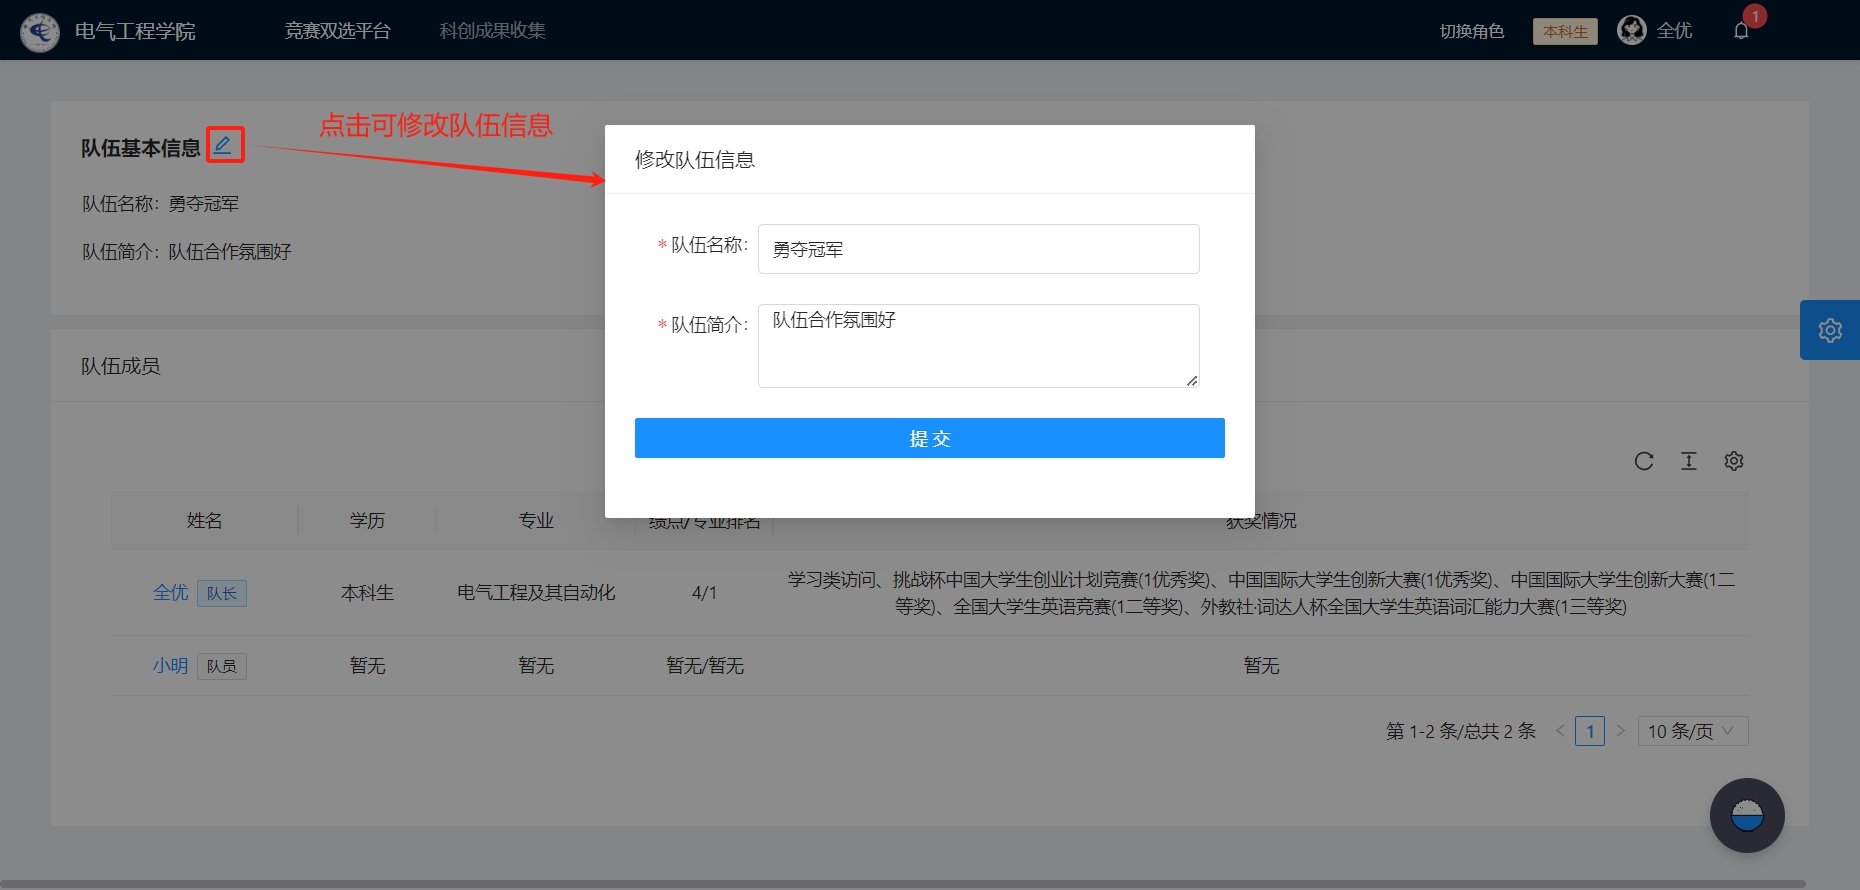 电气工程学院 竞赛双选平台 科创成果收集 切换角色 本科生 全优 1
点击可修改队伍信息
队伍基本信息
修改队伍信息
队伍名称：勇夺冠军
* 队伍名称： 勇夺冠军
队伍简介：队伍合作氛围好
* 队伍简介： 队伍合作氛围好
队伍成员
提 交
姓名 学历 专业 绩点/专业排名 获奖情况
全优 队长 本科生 电气工程及其自动化 4/1 学习类访问、挑战杯中国大学生创业计划竞赛(1优秀奖)、中国国际大学生创新大赛(1优秀奖)、中国国际大学生创新大赛(1二
等奖)、全国大学生英语竞赛(1二等奖)、外教社·词达人杯全国大学生英语词汇能力大赛(1三等奖)
小明 队员 暂无 暂无 暂无/暂无 暂无
第 1-2 条/总共 2 条 1 10 条/页